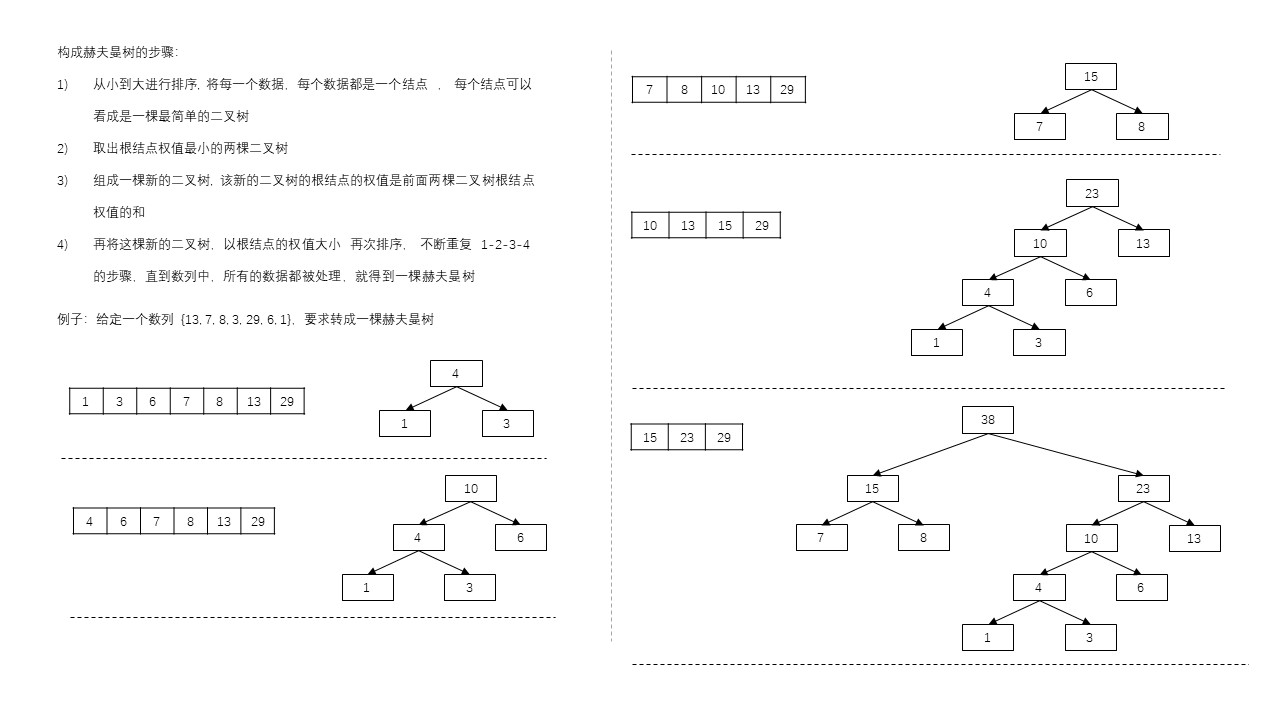 构成赫夫曼树的步骤：
1) 从小到大进行排序, 将每一个数据，每个数据都是一个结点 ， 每个结点可以
看成是一棵最简单的二叉树
2) 取出根结点权值最小的两棵二叉树
3) 组成一棵新的二叉树, 该新的二叉树的根结点的权值是前面两棵二叉树根结点
权值的和
4) 再将这棵新的二叉树，以根结点的权值大小 再次排序， 不断重复 1-2-3-4
的步骤，直到数列中，所有的数据都被处理，就得到一棵赫夫曼树
例子：给定一个数列 {13, 7, 8, 3, 29, 6, 1}，要求转成一棵赫夫曼树
1 3 6 7 8 13 29
4
1 3
4 6 7 8 13 29
10
4 6
1 3
7 8 10 13 29
15
7 8
10 13 15 29
23
10 13
4 6
1 3
15 23 29
38
15 23
7 8 10 13
4 6
1 3